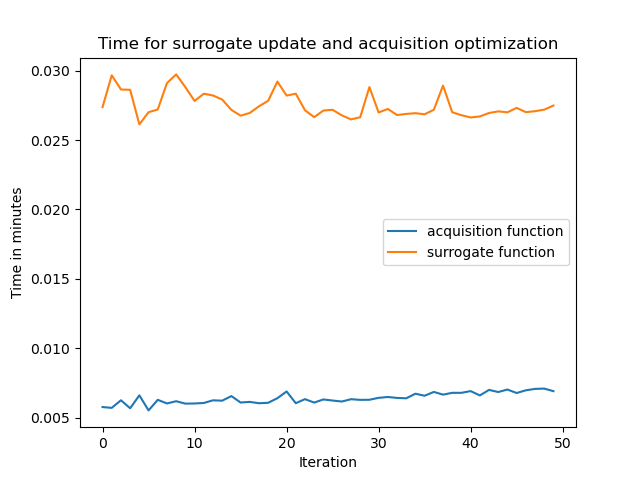 Time for surrogate update and acquisition optimization
Time in minutes
0.030
0.025
0.020
0.015
0.010
0.005
acquisition function
surrogate function
0 10 20 30 40 50
Iteration